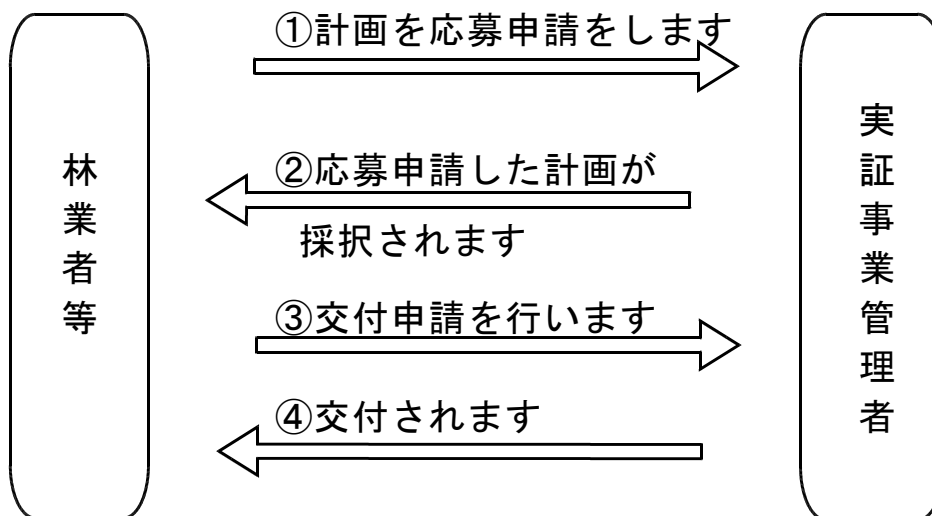 ①計画を応募申請をします
林業者等
実証事業管理者
②応募申請した計画が
採択されます
③交付申請を行います
④交付されます